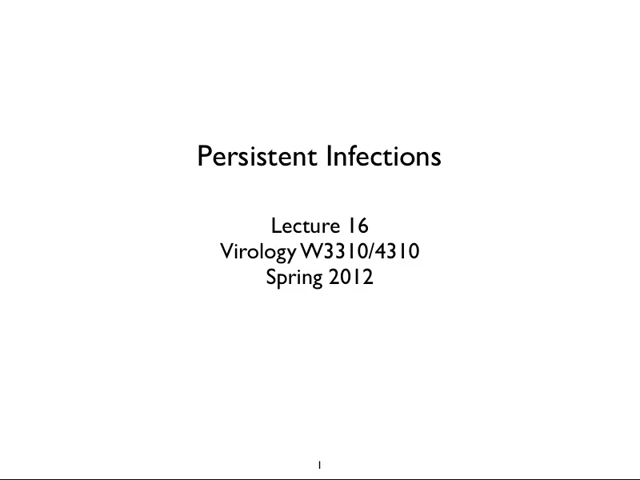 Persistent Infections
Lecture 16
Virology W3310/4310
Spring 2012
1